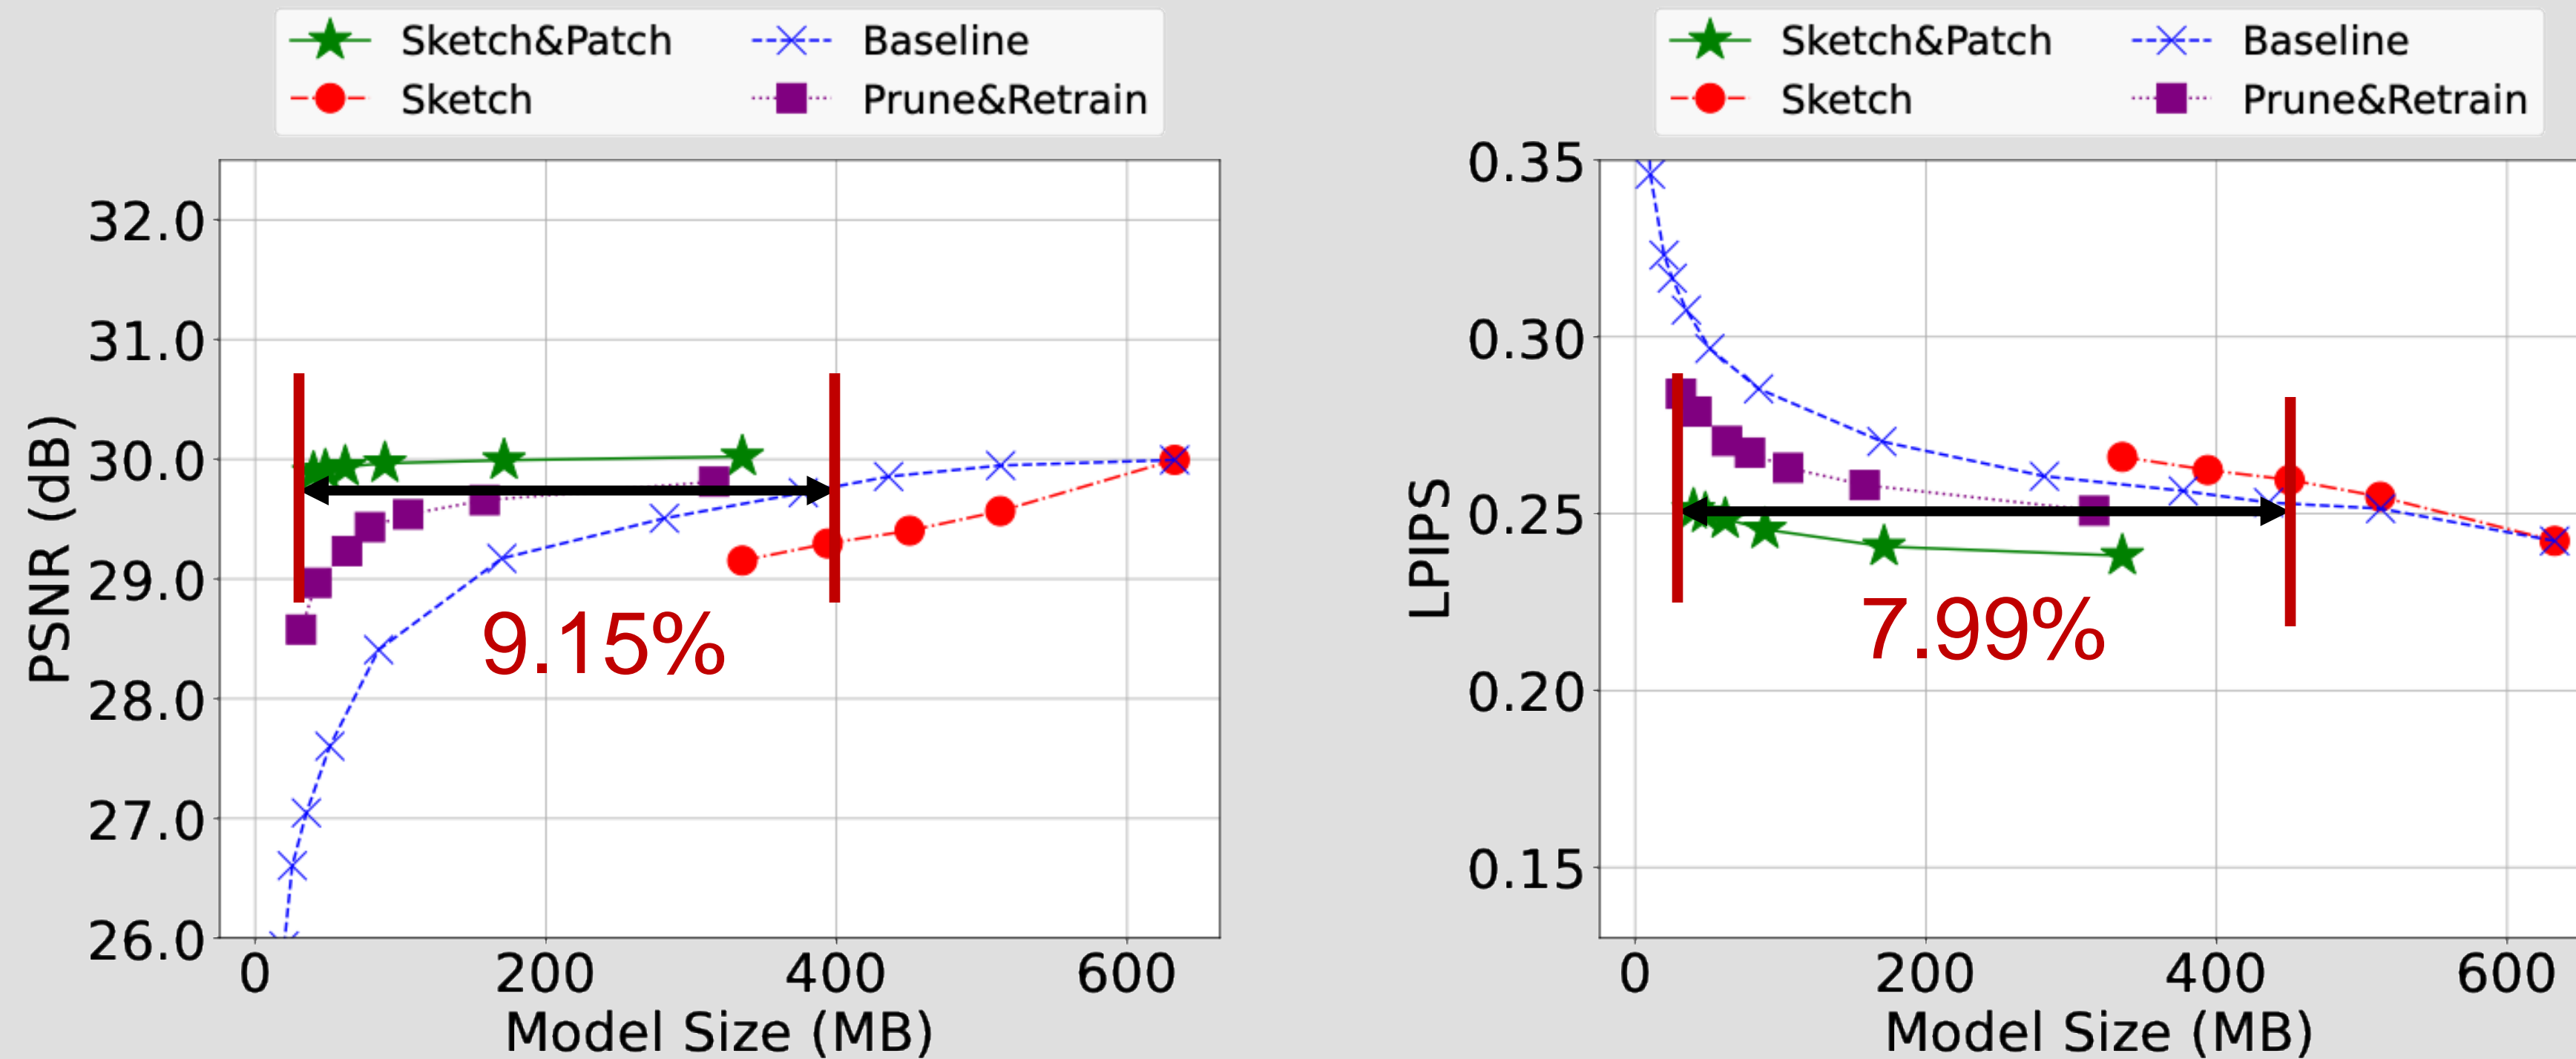 Sketch&Patch
Baseline
Sketch
Prune&Retrain
32.0
31.0
30.0
29.0
28.0
27.0
26.0
PSNR (dB)
9.15%
0
200
400
600
Model Size (MB)
Sketch&Patch
Baseline
Sketch
Prune&Retrain
0.35
0.30
0.25
0.20
0.15
LPIPS
7.99%
0
200
400
600
Model Size (MB)